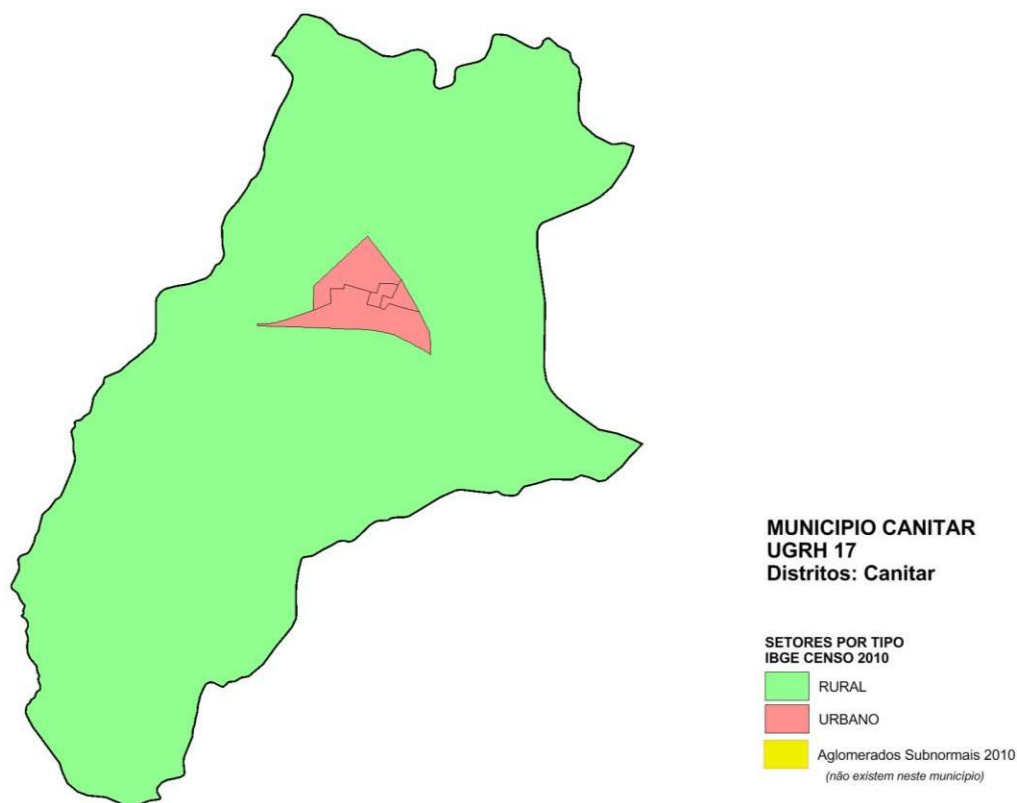 MUNICIPIO CANITAR
UGRH 17
Distritos: Canitar
SETORES POR TIPO
IBGE CENSO 2010
RURAL
URBANO
Aglomerados Subnormais 2010
(não existem neste município)